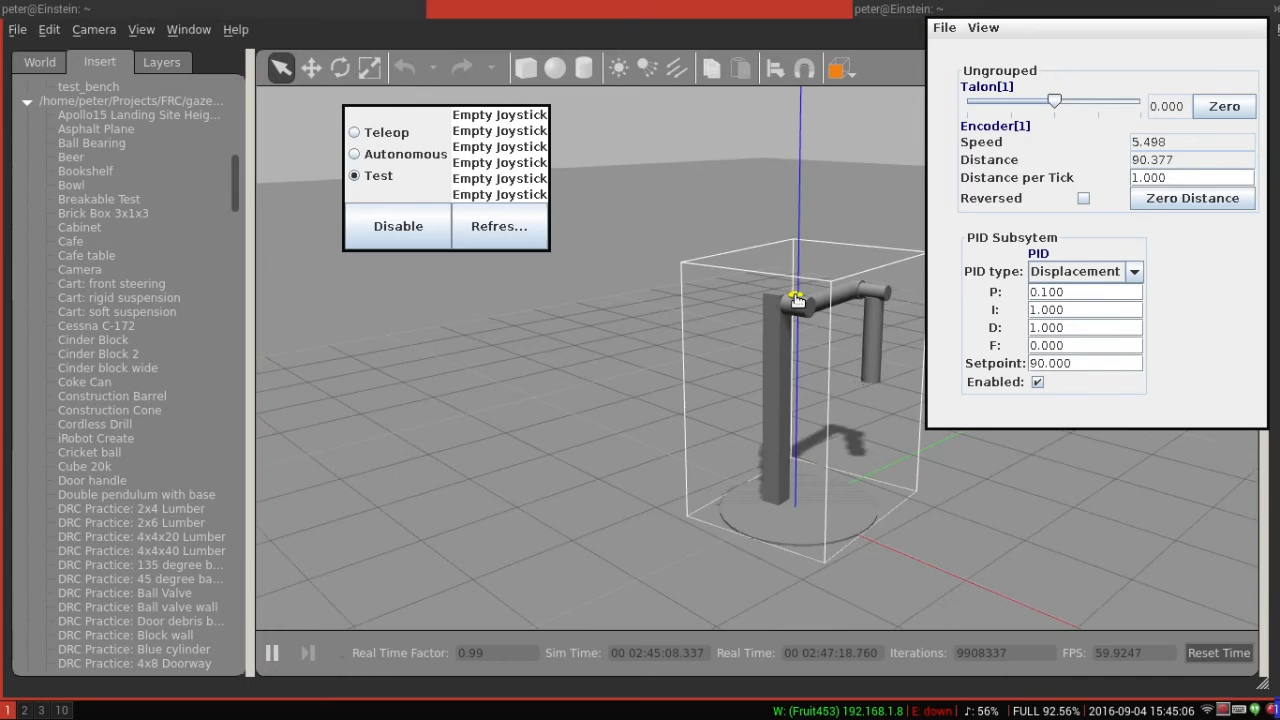 peter@Einstein: ~
peter@Einstein: ~
File Edit Camera View Window Help
World Insert Layers
test_bench
/home/peter/Projects/FRC/gaze...
Apollo15 Landing Site Heig...
Asphalt Plane
Ball Bearing
Beer
Bookshelf
Bowl
Breakable Test
Brick Box 3x1x3
Cabinet
Cafe
Cafe table
Camera
Cart: front steering
Cart: rigid suspension
Cart: soft suspension
Cessna C-172
Cinder Block
Cinder Block 2
Cinder block wide
Coke Can
Construction Barrel
Construction Cone
Cordless Drill
iRobot Create
Cricket ball
Cube 20k
Door handle
Double pendulum with base
DRC Practice: 2x4 Lumber
DRC Practice: 2x6 Lumber
DRC Practice: 4x4x20 Lumber
DRC Practice: 4x4x40 Lumber
DRC Practice: 135 degree b...
DRC Practice: 45 degree ba...
DRC Practice: Ball Valve
DRC Practice: Ball valve wall
DRC Practice: Door debris b...
DRC Practice: Block wall
DRC Practice: Blue cylinder
DRC Practice: 4x8 Doorway
Teleop
Autonomous
Test
Empty Joystick
Empty Joystick
Empty Joystick
Empty Joystick
Empty Joystick
Empty Joystick
Disable Refres...
File View
Ungrouped
Talon[1]
0.000 Zero
Encoder[1]
Speed 5.498
Distance 90.377
Distance per Tick 1.000
Reversed Zero Distance
PID Subsytem
PID
PID type: Displacement
P: 0.100
I: 1.000
D: 1.000
F: 0.000
Setpoint: 90.000
Enabled:
Real Time Factor: 0.99 Sim Time: 00 02:45:08.337 Real Time: 00 02:47:18.760 Iterations: 9908337 FPS: 59.9247 Reset Time
1 2 3 10 W: (Fruit453) 192.168.1.8 E: down ♪: 56% FULL 92.56% 2016-09-04 15:45:06